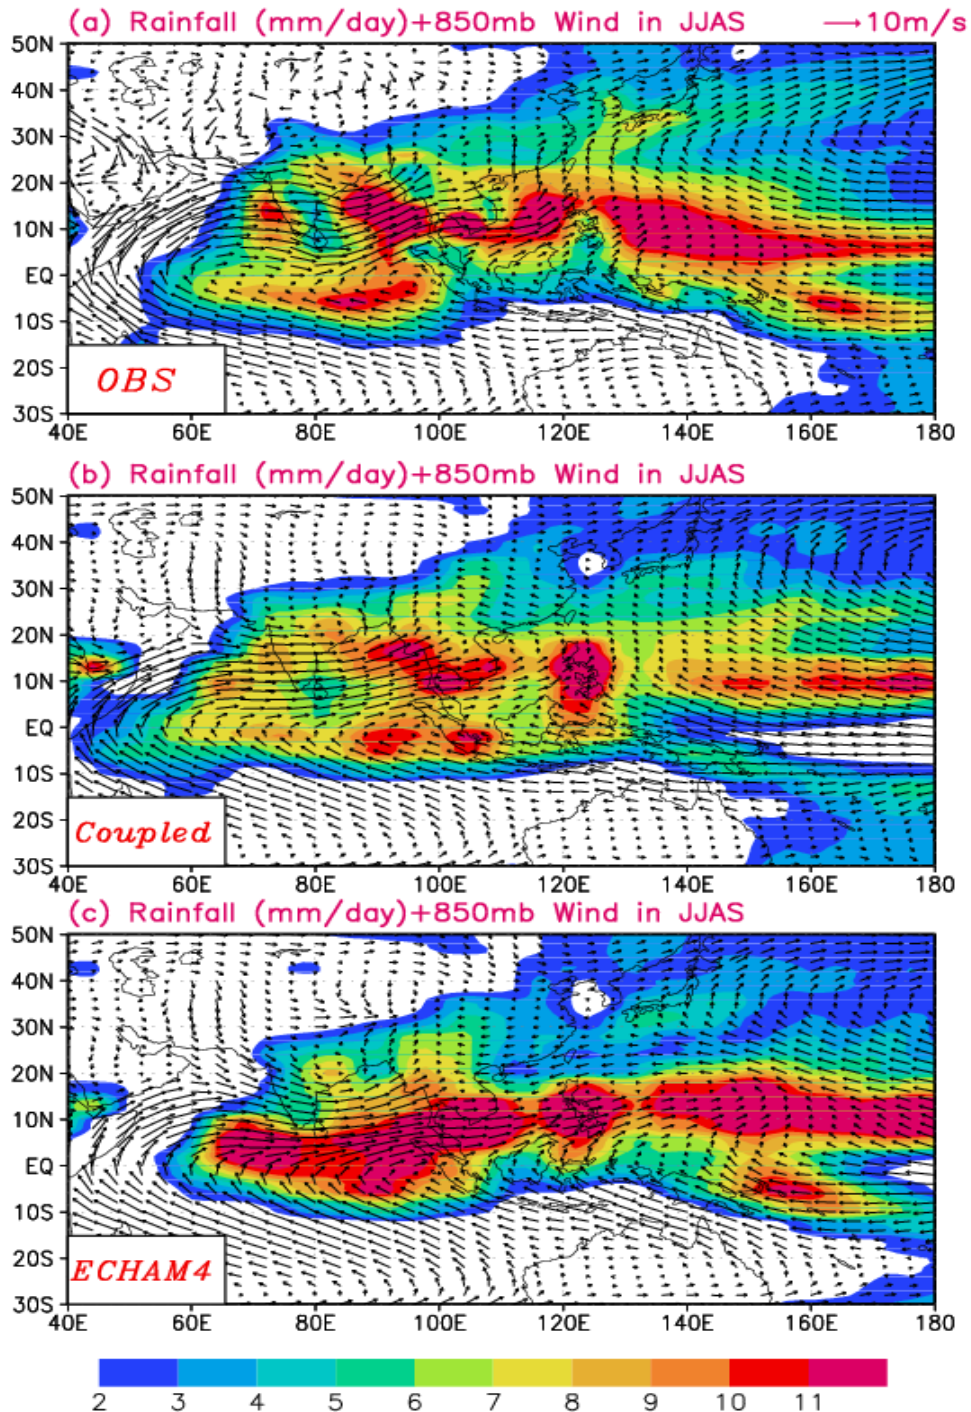 (a) Rainfall (mm/day)+850mb Wind in JJAS →10m/s
50N
40N
30N
20N
10N
EQ
10S
20S
30S
OBS
40E 60E 80E 100E 120E 140E 160E 180
(b) Rainfall (mm/day)+850mb Wind in JJAS
50N
40N
30N
20N
10N
EQ
10S
20S
30S
Coupled
40E 60E 80E 100E 120E 140E 160E 180
(c) Rainfall (mm/day)+850mb Wind in JJAS
50N
40N
30N
20N
10N
EQ
10S
20S
30S
ECHAM4
40E 60E 80E 100E 120E 140E 160E 180
2 3 4 5 6 7 8 9 10 11